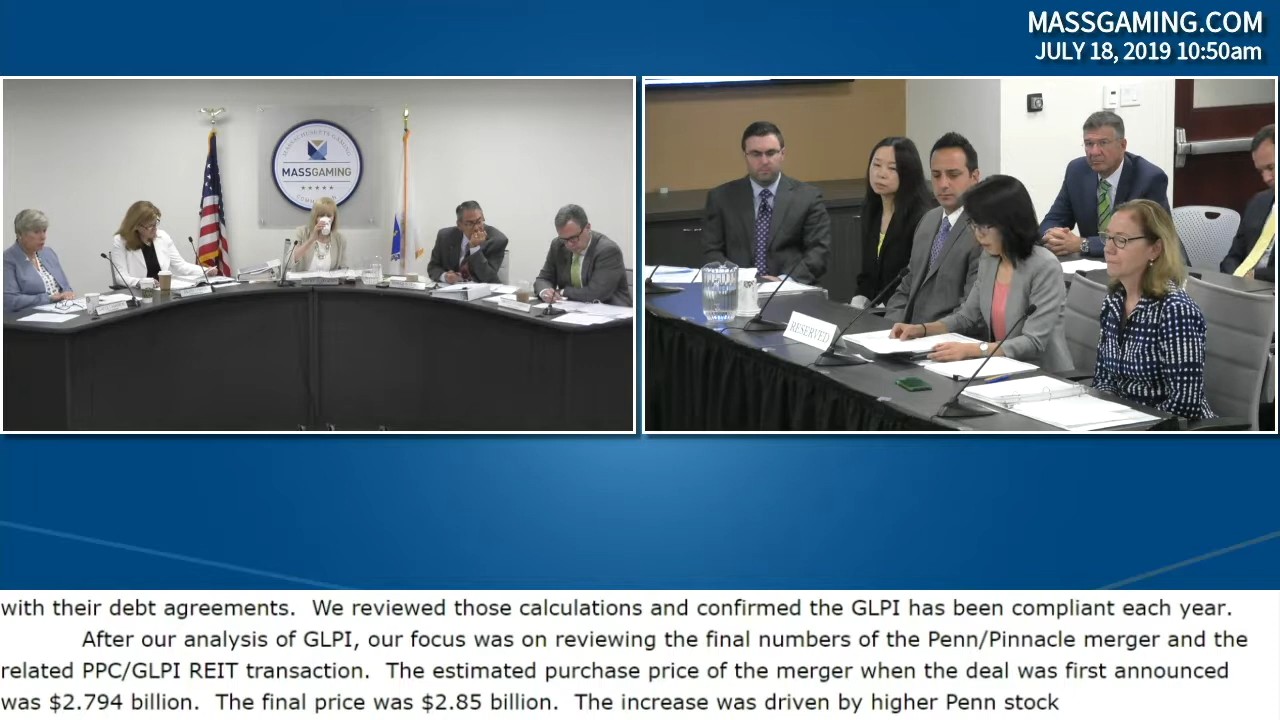 MASSGAMING.COM
JULY 18, 2019 10:50am
MASSACHUSETTS GAMING
MASSGAMING
★★★★★
RESERVED
with their debt agreements.  We reviewed those calculations and confirmed the GLPI has been compliant each year.
After our analysis of GLPI, our focus was on reviewing the final numbers of the Penn/Pinnacle merger and the
related PPC/GLPI REIT transaction.  The estimated purchase price of the merger when the deal was first announced
was $2.794 billion.  The final price was $2.85 billion.  The increase was driven by higher Penn stock